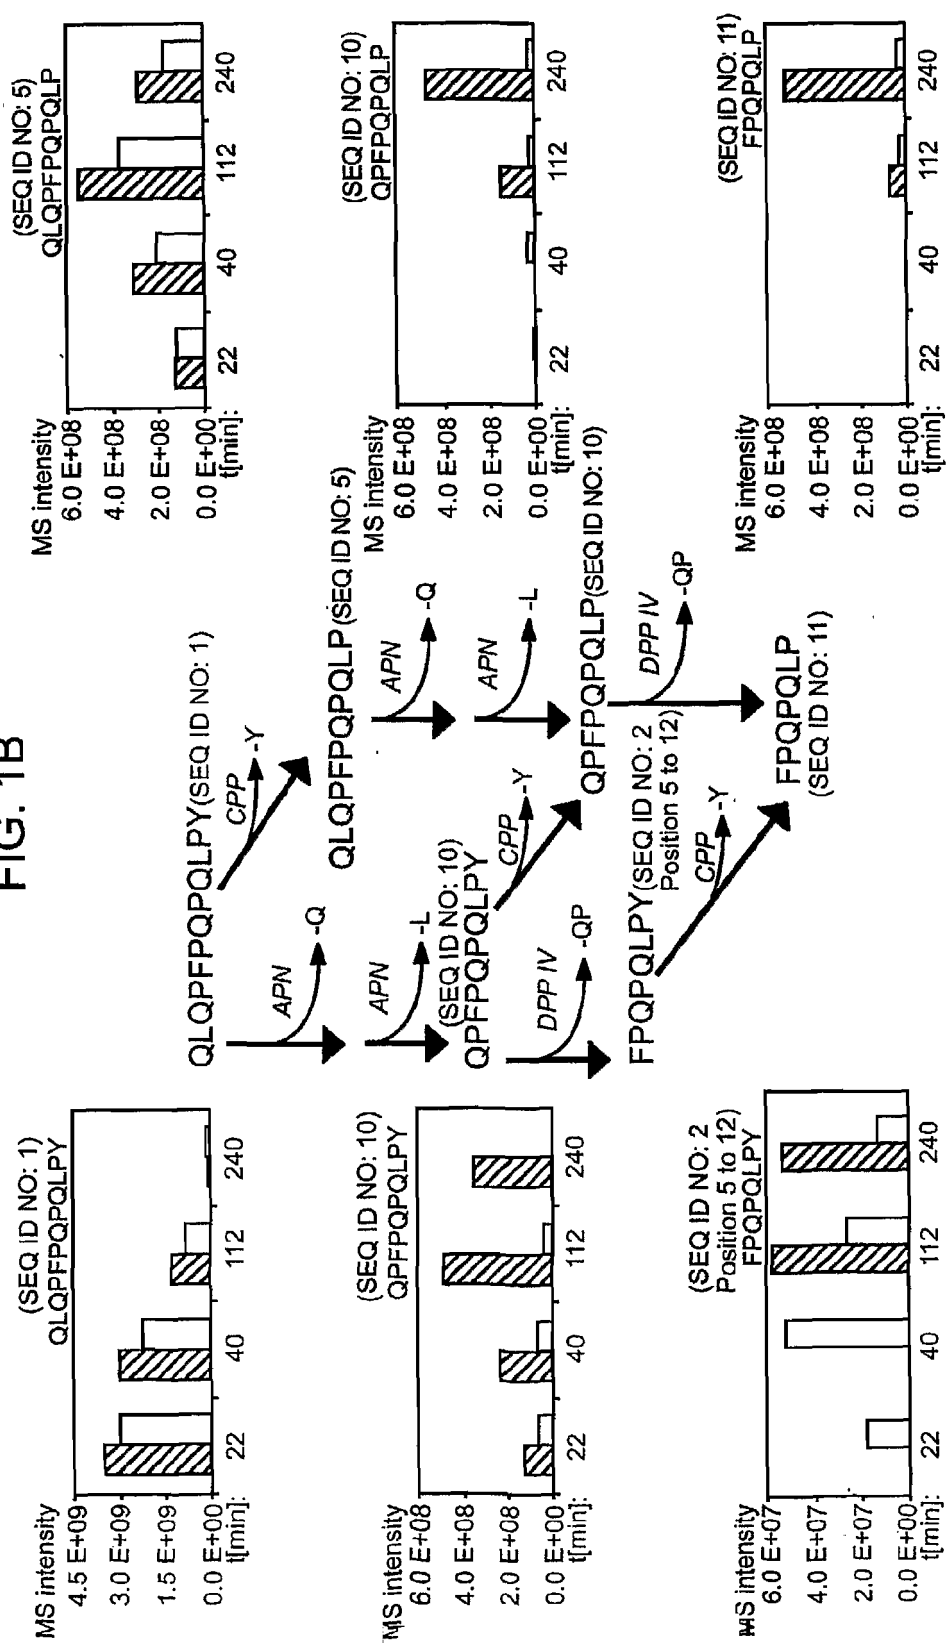 FIG. 1B
(SEQ ID NO: 1)
QLQPFPQPQLPY
MS intensity
4.5 E+09
3.0 E+09
1.5 E+09
0.0 E+00
t[min]: 22 40 112 240
(SEQ ID NO: 10)
QPFPQPQLPY
MS intensity
6.0 E+08
4.0 E+08
2.0 E+08
0.0 E+00
t[min]: 22 40 112 240
(SEQ ID NO: 2
Position 5 to 12)
FPQPQLPY
MS intensity
6.0 E+07
4.0 E+07
2.0 E+07
0.0 E+00
t[min]: 22 40 112 240
QLQPFPQPQLPY(SEQ ID NO: 1)
CPP
-Y
APN
-Q
QLQPFPQPQLP(SEQ ID NO: 5)
APN
-L
APN
-Q
(SEQ ID NO: 10)
QPFPQPQLPY
APN
-L
CPP
-Y
DPP IV
-QP
QPFPQPQLP(SEQ ID NO: 10)
FPQPQLPY(SEQ ID NO: 2
Position 5 to 12)
DPP IV
-QP
CPP
-Y
FPQPQLP
(SEQ ID NO: 11)
(SEQ ID NO: 5)
QLQPFPQPQLP
MS intensity
6.0 E+08
4.0 E+08
2.0 E+08
0.0 E+00
t[min]: 22 40 112 240
(SEQ ID NO: 10)
QPFPQPQLP
MS intensity
6.0 E+08
4.0 E+08
2.0 E+08
0.0 E+00
t[min]: 22 40 112 240
(SEQ ID NO: 11)
FPQPQLP
MS intensity
6.0 E+08
4.0 E+08
2.0 E+08
0.0 E+00
t[min]: 22 40 112 240